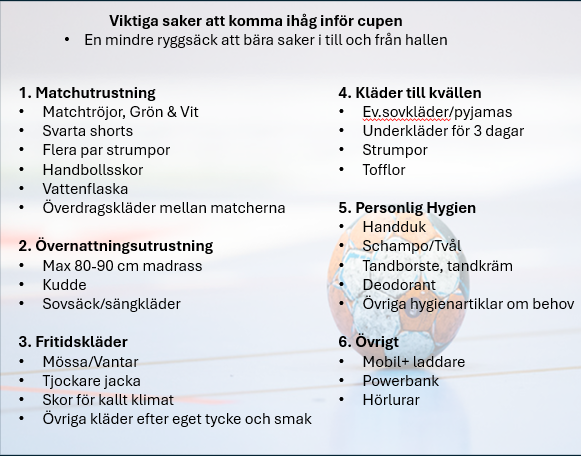 Viktiga saker att komma ihåg inför cupen
• En mindre ryggsäck att bära saker i till och från hallen
1. Matchutrustning
• Matchtröjor, Grön & Vit
• Svarta shorts
• Flera par strumpor
• Handbollsskor
• Vattenflaska
• Överdragskläder mellan matcherna
2. Övernattningsutrustning
• Max 80-90 cm madrass
• Kudde
• Sovsäck/sängkläder
3. Fritidskläder
• Mössa/Vantar
• Tjockare jacka
• Skor för kallt klimat
• Övriga kläder efter eget tycke och smak
4. Kläder till kvällen
• Ev.sovkläder/pyjamas
• Underkläder för 3 dagar
• Strumpor
• Tofflor
5. Personlig Hygien
• Handduk
• Schampo/Tvål
• Tandborste, tandkräm
• Deodorant
• Övriga hygienartiklar om behov
6. Övrigt
• Mobil+ laddare
• Powerbank
• Hörlurar